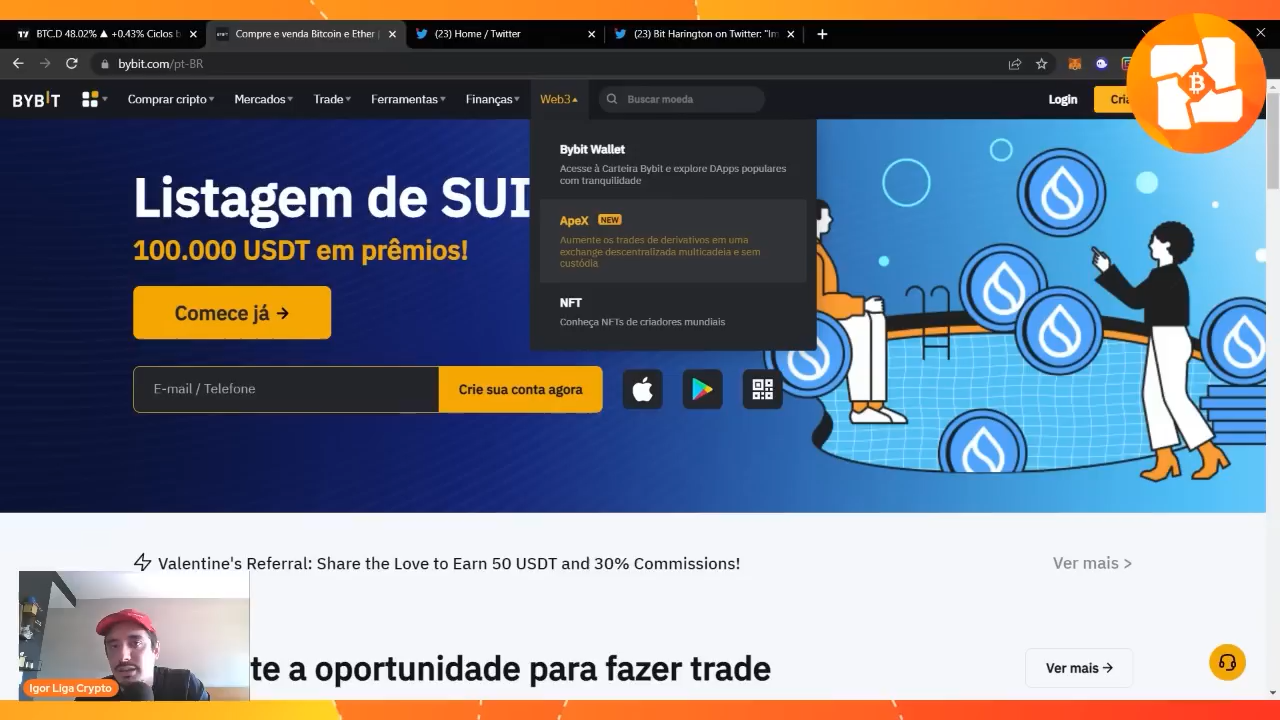 BTC.D 48.02% ▲ +0.43% Ciclos
Compre e venda Bitcoin e Ether
(23) Home / Twitter
(23) Bit Harington on Twitter: "Im
bybit.com/pt-BR
BYBIT
Comprar cripto
Mercados
Trade
Ferramentas
Finanças
Web3
Buscar moeda
Login
Cria
Listagem de SUI
100.000 USDT em prêmios!
Comece já →
E-mail / Telefone
Crie sua conta agora
Bybit Wallet
Acesse à Carteira Bybit e explore DApps populares
com tranquilidade
ApeX NEW
Aumente os trades de derivativos em uma
exchange descentralizada multicadeia e sem
custódia
NFT
Conheça NFTs de criadores mundiais
Valentine's Referral: Share the Love to Earn 50 USDT and 30% Commissions!
Ver mais >
te a oportunidade para fazer trade
Ver mais →
Igor Liga Crypto